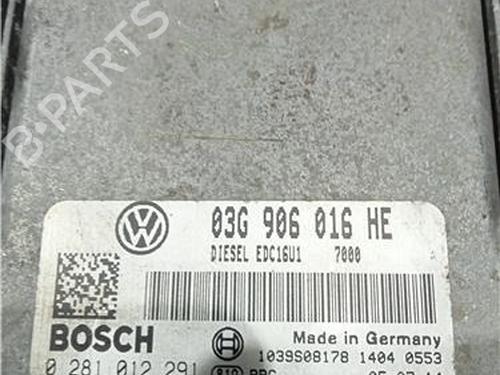 B-PARTS
03G 906 016 HE
DIESEL EDC16U1 7000
BOSCH
Made in Germany
1039S08178 1404 0553
0 281 012 291